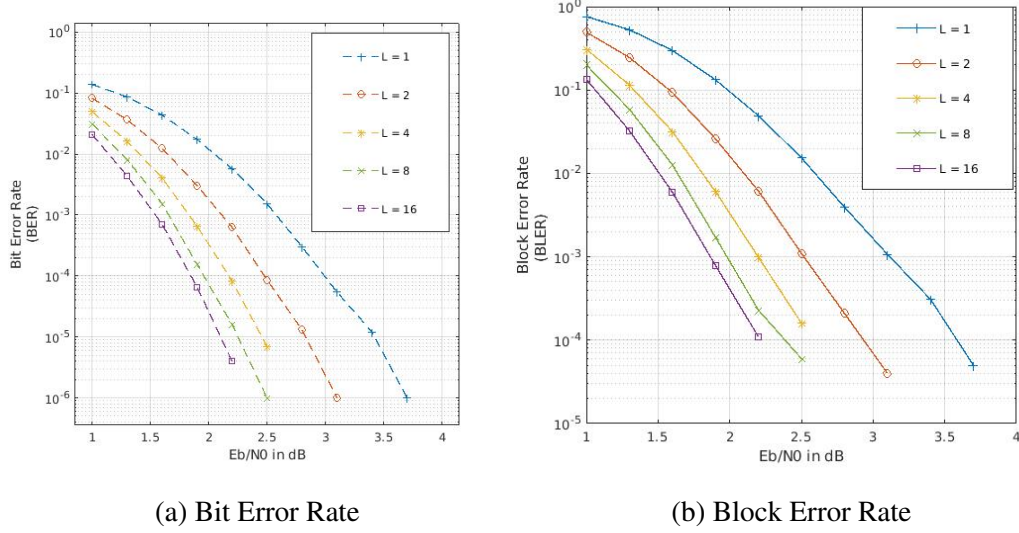 10^0
10^-1
10^-2
10^-3
10^-4
10^-5
10^-6
Bit Error Rate
(BER)
1 1.5 2 2.5 3 3.5 4
Eb/N0 in dB
L = 1
L = 2
L = 4
L = 8
L = 16
(a) Bit Error Rate
10^0
10^-1
10^-2
10^-3
10^-4
10^-5
Block Error Rate
(BLER)
1 1.5 2 2.5 3 3.5 4
Eb/N0 in dB
L = 1
L = 2
L = 4
L = 8
L = 16
(b) Block Error Rate